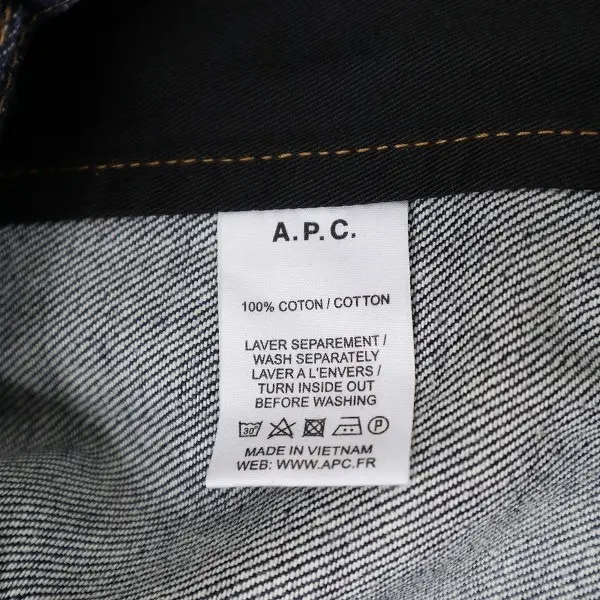 A.P.C.
100% COTON / COTTON
LAVER SEPAREMENT /
WASH SEPARATELY
LAVER A L'ENVERS /
TURN INSIDE OUT
BEFORE WASHING
30° P
MADE IN VIETNAM
WEB: WWW.APC.FR